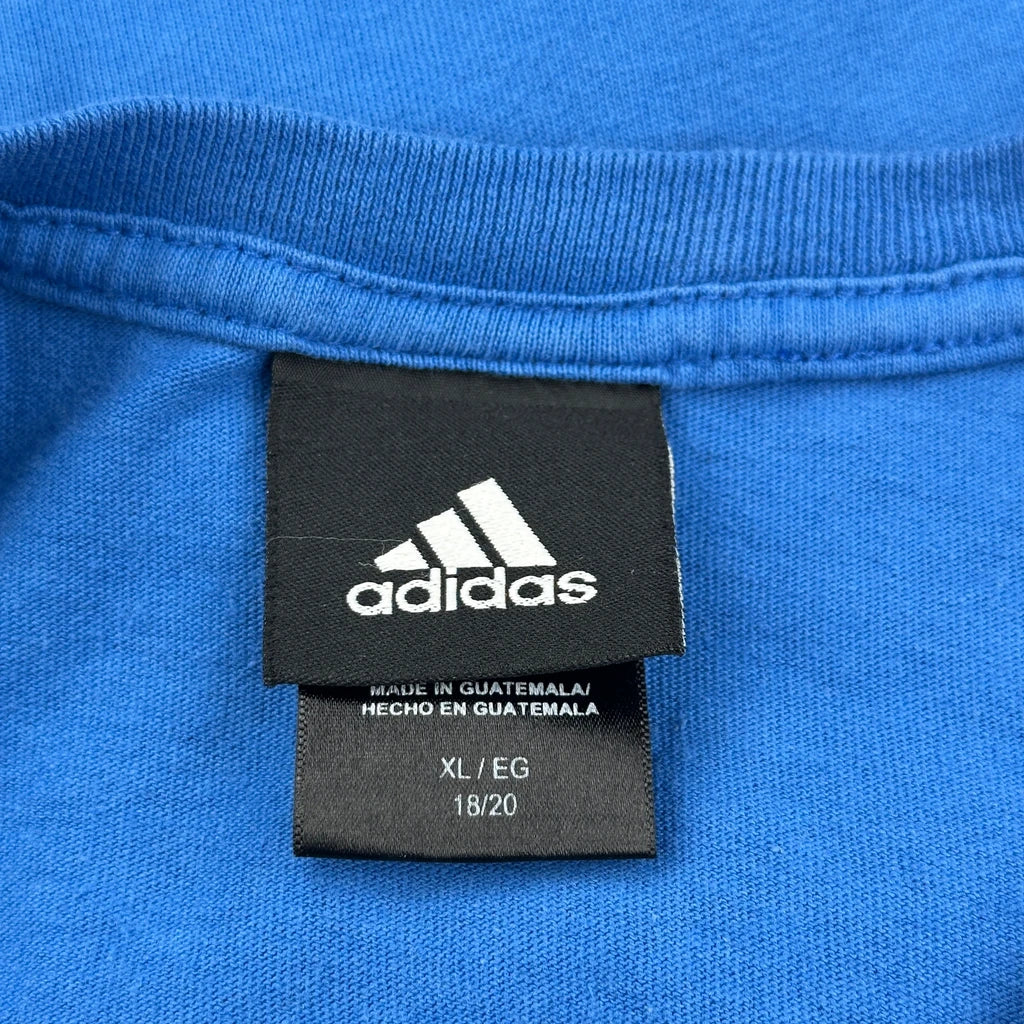 adidas
MADE IN GUATEMALA/
HECHO EN GUATEMALA
XL / EG
18/20